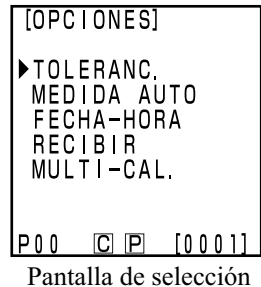 [OPCIONES]
▶TOLERANC.
MEDIDA AUTO
FECHA-HORA
RECIBIR
MULTI-CAL.
P00 C P [0001]
Pantalla de selección